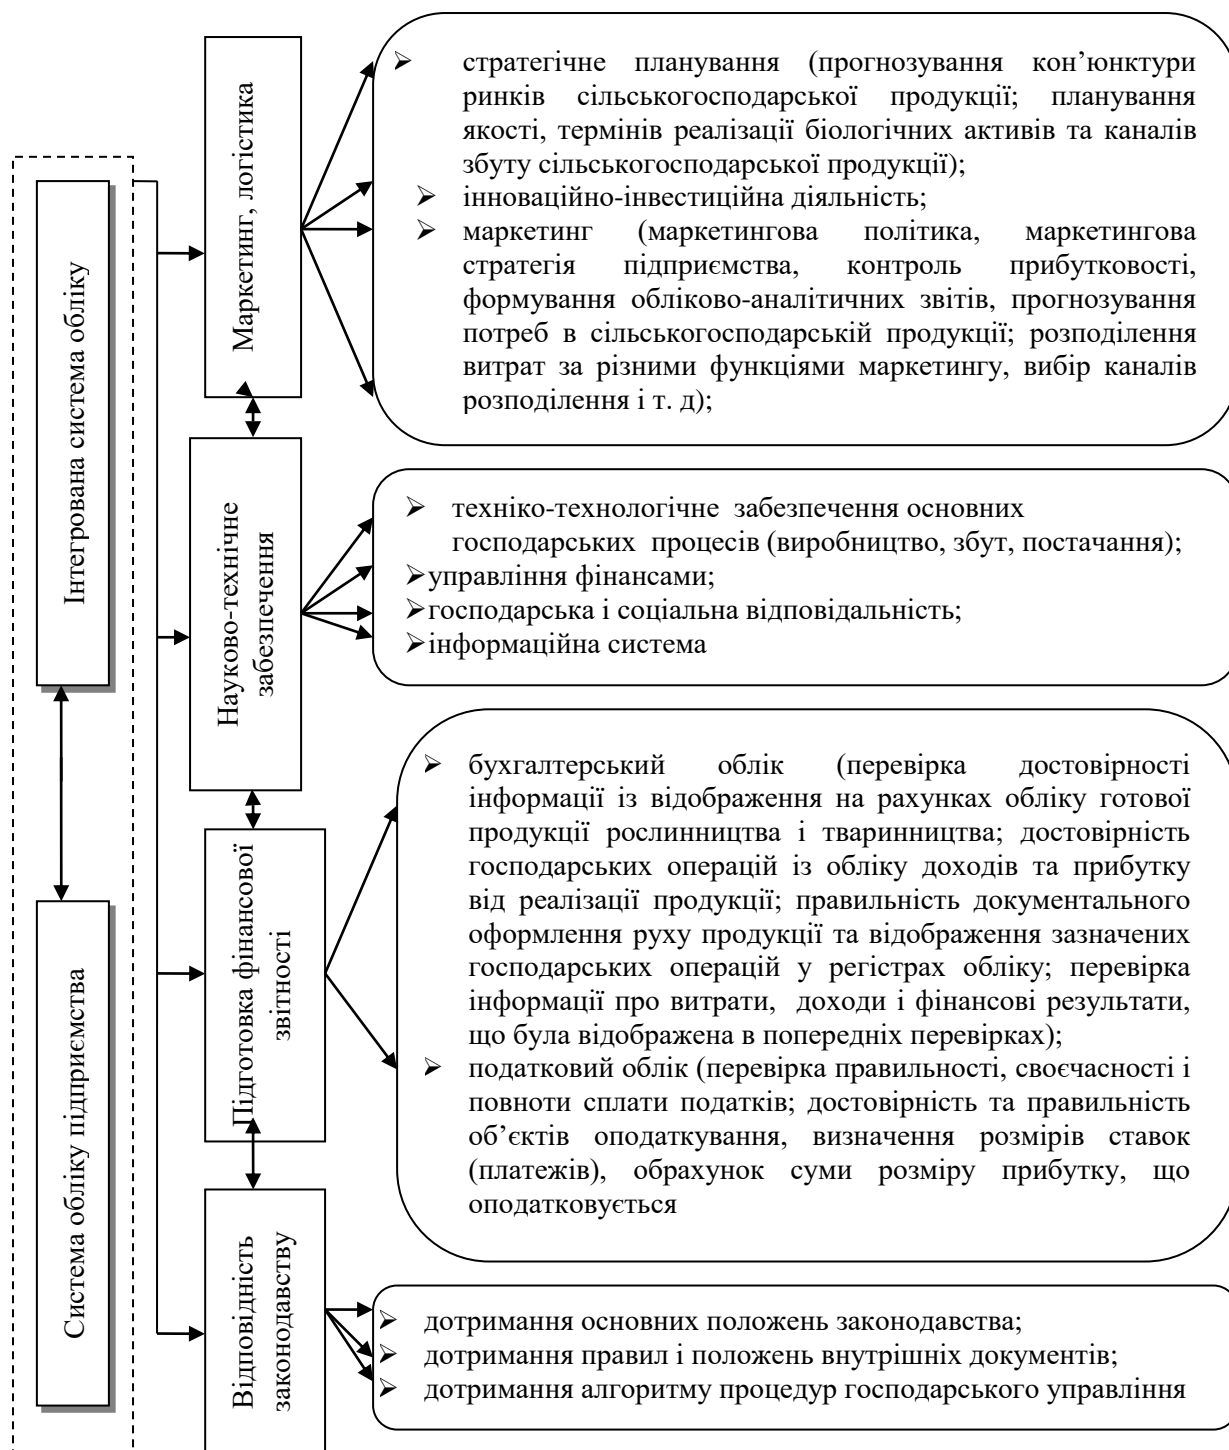 Інтегрована система обліку
Система обліку підприємства
Маркетинг, логістика
➢ стратегічне планування (прогнозування кон’юнктури
ринків сільськогосподарської продукції; планування
якості, термінів реалізації біологічних активів та каналів
збуту сільськогосподарської продукції);
➢ інноваційно-інвестиційна діяльність;
➢ маркетинг (маркетингова політика, маркетингова
стратегія підприємства, контроль прибутковості,
формування обліково-аналітичних звітів, прогнозування
потреб в сільськогосподарській продукції; розподілення
витрат за різними функціями маркетингу, вибір каналів
розподілення і т. д);
Науково-технічне
забезпечення
➢ техніко-технологічне забезпечення основних
господарських процесів (виробництво, збут, постачання);
➢управління фінансами;
➢господарська і соціальна відповідальність;
➢інформаційна система
Підготовка фінансової
звітності
➢ бухгалтерський облік (перевірка достовірності
інформації із відображення на рахунках обліку готової
продукції рослинництва і тваринництва; достовірність
господарських операцій із обліку доходів та прибутку
від реалізації продукції; правильність документального
оформлення руху продукції та відображення зазначених
господарських операцій у регістрах обліку; перевірка
інформації про витрати, доходи і фінансові результати,
що була відображена в попередніх перевірках);
➢ податковий облік (перевірка правильності, своєчасності і
повноти сплати податків; достовірність та правильність
об’єктів оподаткування, визначення розмірів ставок
(платежів), обрахунок суми розміру прибутку, що
оподатковується
Відповідність
законодавству
➢ дотримання основних положень законодавства;
➢ дотримання правил і положень внутрішніх документів;
➢ дотримання алгоритму процедур господарського управління